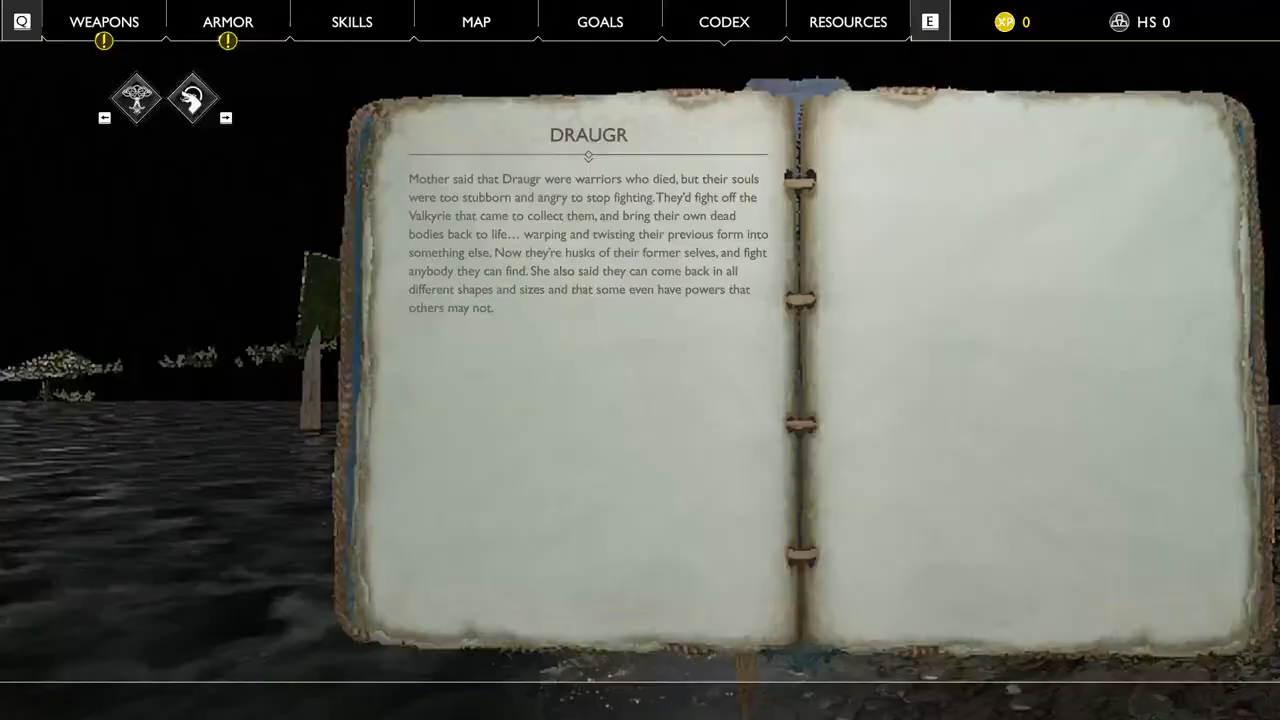 Q WEAPONS ARMOR SKILLS MAP GOALS CODEX RESOURCES E XP 0 HS 0
DRAUGR
Mother said that Draugr were warriors who died, but their souls
were too stubborn and angry to stop fighting. They'd fight off the
Valkyrie that came to collect them, and bring their own dead
bodies back to life... warping and twisting their previous form into
something else. Now they're husks of their former selves, and fight
anybody they can find. She also said they can come back in all
different shapes and sizes and that some even have powers that
others may not.